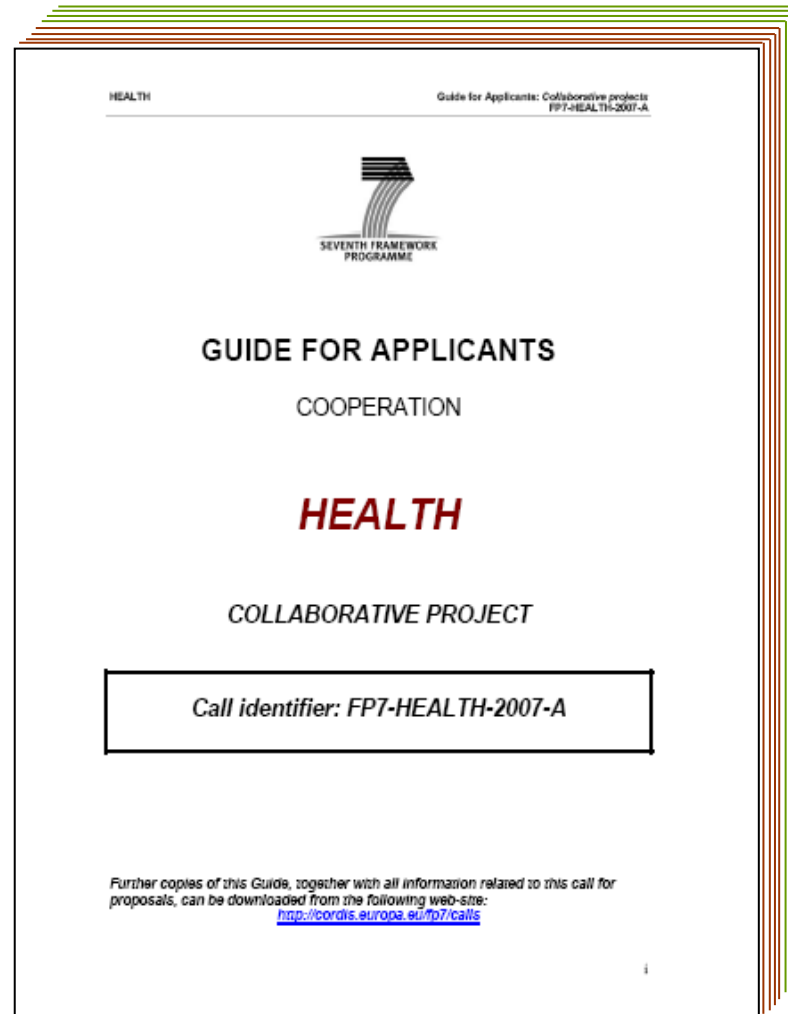 HEALTH
Guide for Applicants: Collaborative projects
FP7-HEALTH-2007-A
SEVENTH FRAMEWORK
PROGRAMME
GUIDE FOR APPLICANTS
COOPERATION
HEALTH
COLLABORATIVE PROJECT
Call identifier: FP7-HEALTH-2007-A
Further copies of this Guide, together with all information related to this call for
proposals, can be downloaded from the following web-site:
http://cordis.europa.eu/fp7/calls
i